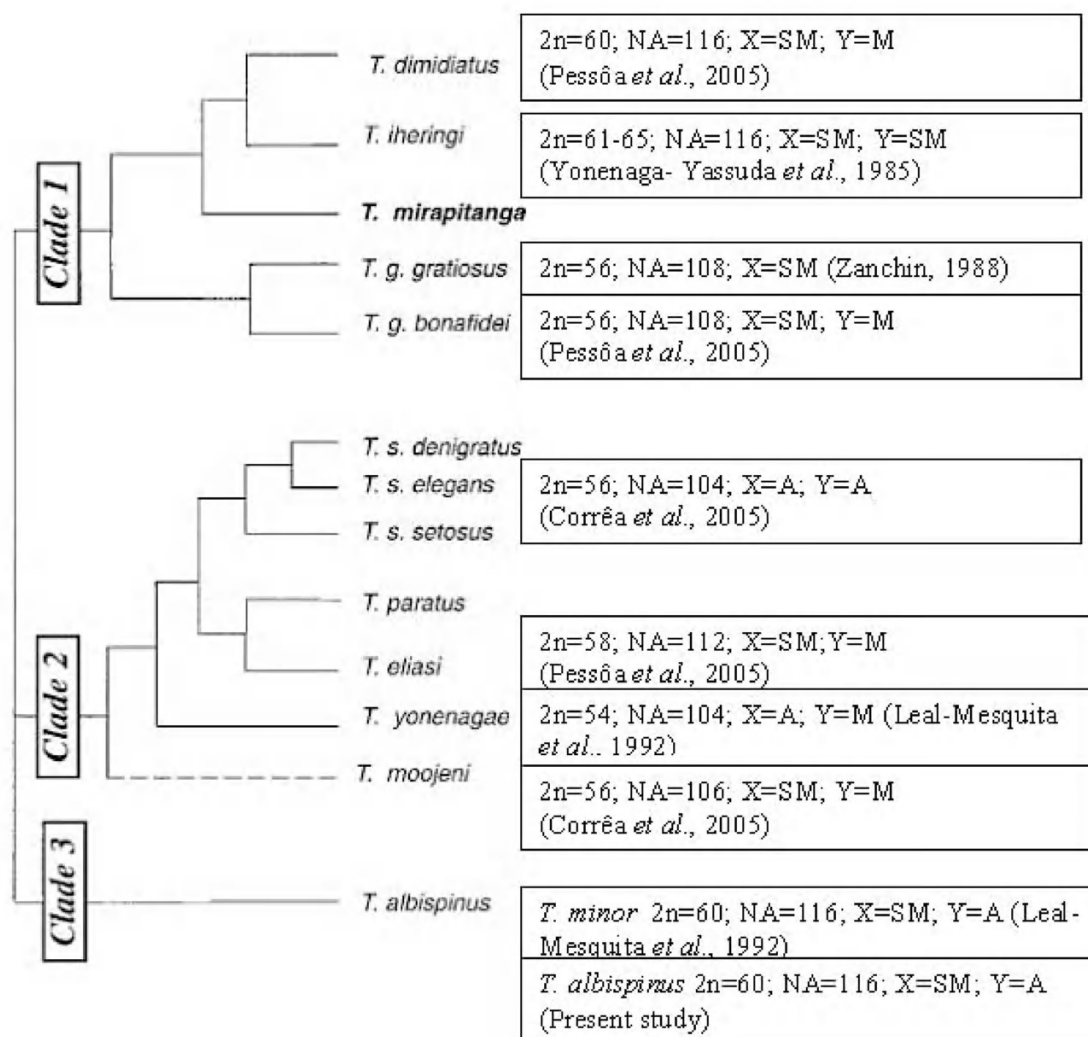 2n=60; NA=116; X=SM; Y=M
T. dimidiatus
(Pessôa et al., 2005)
T. iheringi
2n=61-65; NA=116; X=SM; Y=SM
(Yonenaga- Yassuda et al., 1985)
Clade 1
T. mirapitanga
T. g. gratiosus
2n=56; NA=108; X=SM (Zanchin, 1988)
T. g. bonafidei
2n=56; NA=108; X=SM; Y=M
(Pessôa et al., 2005)
T. s. denigratus
T. s. elegans
2n=56; NA=104; X=A; Y=A
(Corrêa et al., 2005)
T. s. setosus
T. paratus
2n=58; NA=112; X=SM;Y=M
(Pessôa et al., 2005)
T. eliasi
Clade 2
T. yonenagae
2n=54; NA=104; X=A; Y=M (Leal-Mesquita
et al., 1992)
T. moojeni
2n=56; NA=106; X=SM; Y=M
(Corrêa et al., 2005)
Clade 3
T. albispinus
T. minor 2n=60; NA=116; X=SM; Y=A (Leal-
Mesquita et al., 1992)
T. albispinus 2n=60; NA=116; X=SM; Y=A
(Present study)